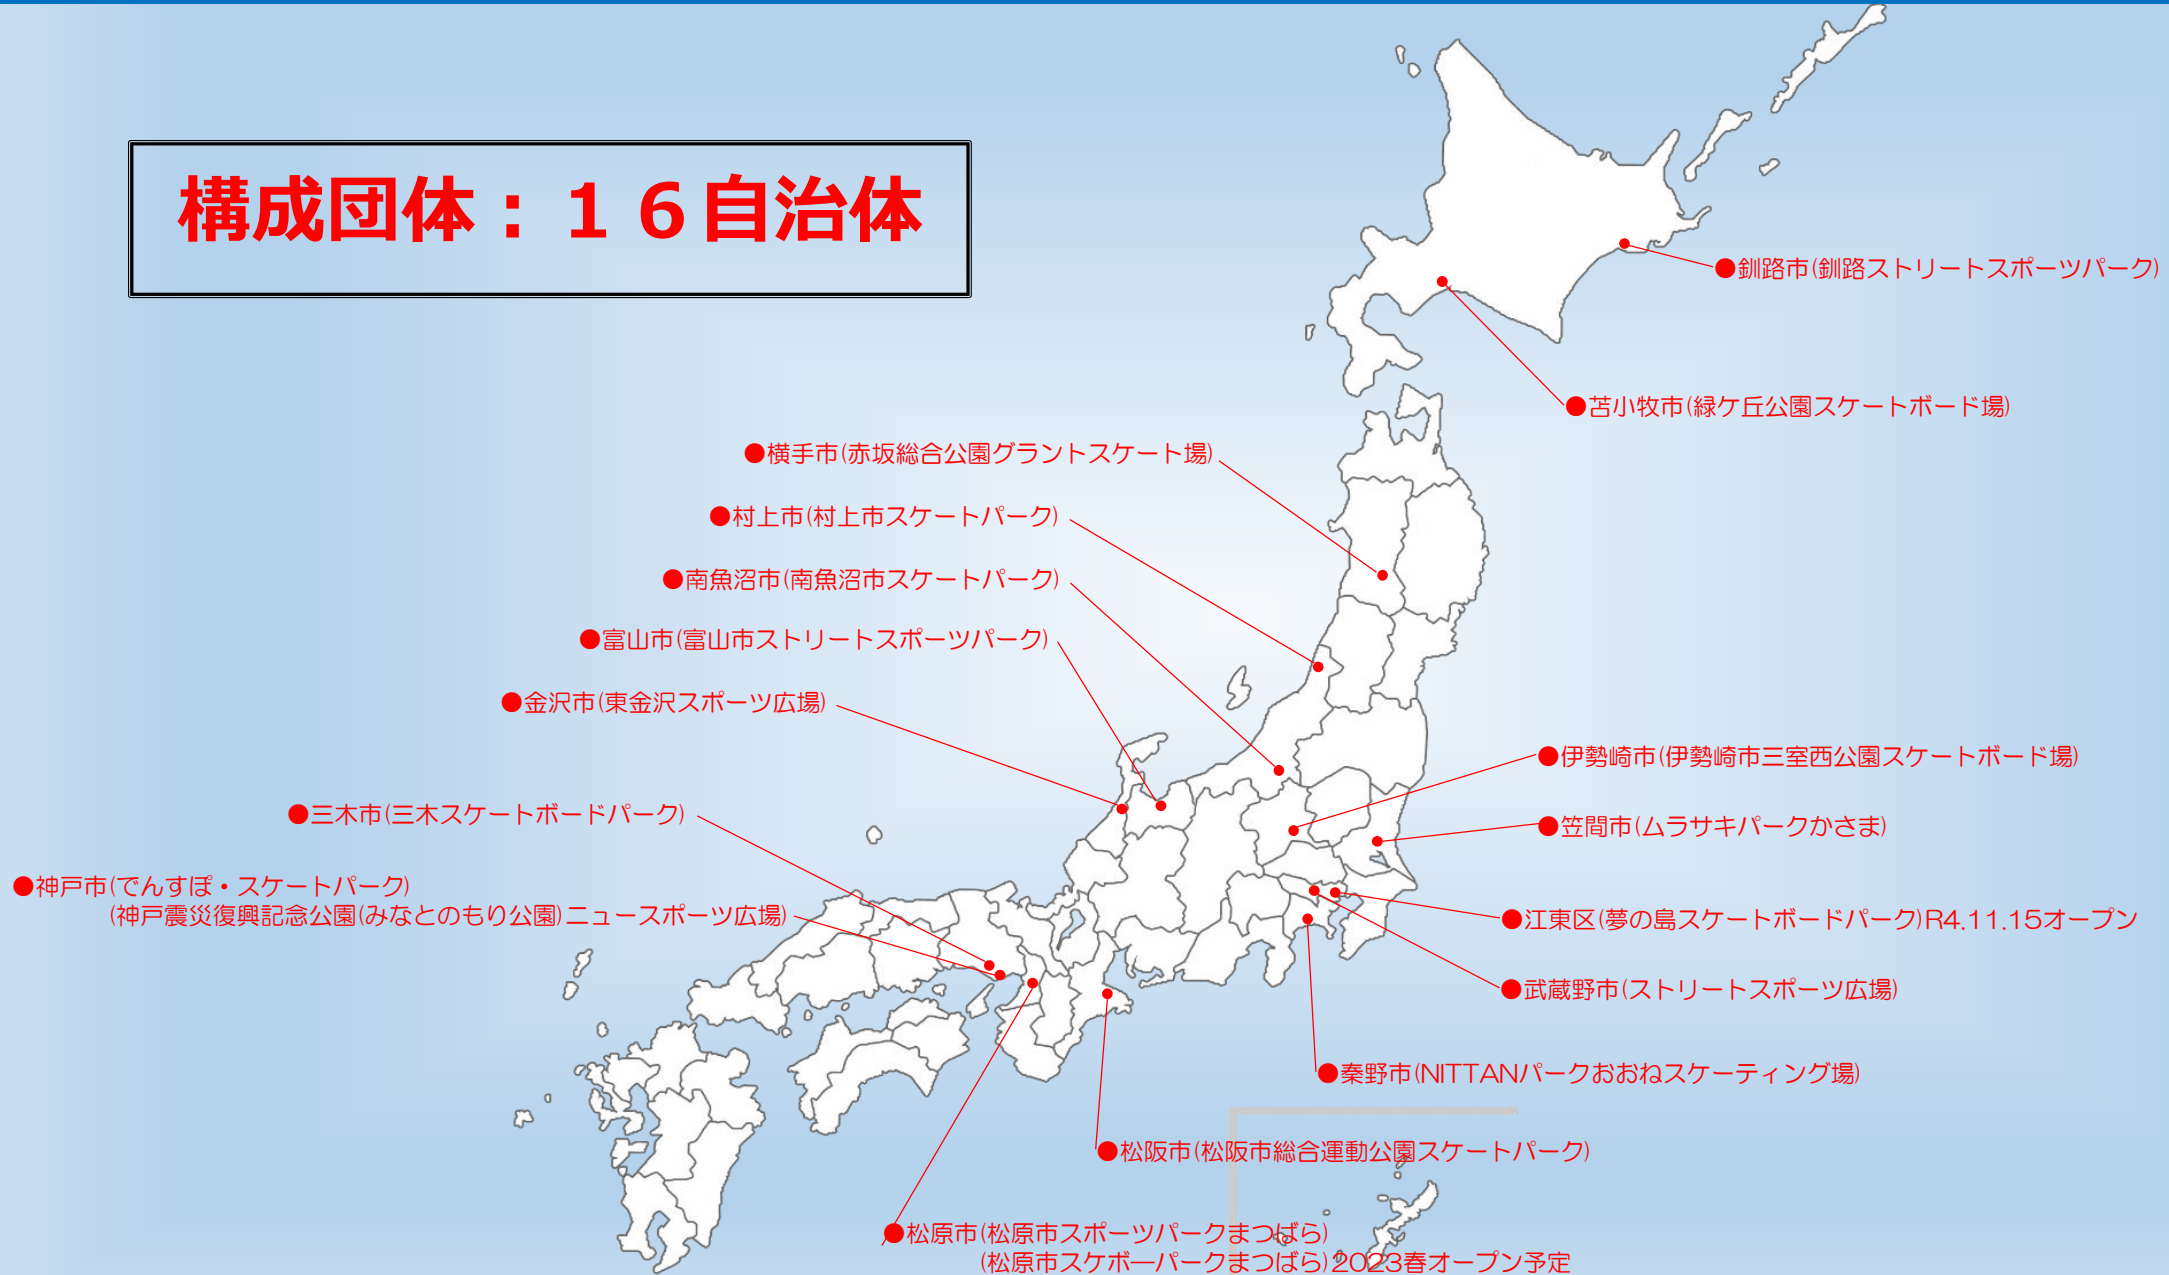 構成団体：１６自治体
●釧路市(釧路ストリートスポーツパーク)
●苫小牧市(緑ケ丘公園スケートボード場)
●横手市(赤坂総合公園グラントスケート場)
●村上市(村上市スケートパーク)
●南魚沼市(南魚沼市スケートパーク)
●富山市(富山市ストリートスポーツパーク)
●金沢市(東金沢スポーツ広場)
●伊勢崎市(伊勢崎市三室西公園スケートボード場)
●三木市(三木スケートボードパーク)
●笠間市(ムラサキパークかさま)
●神戸市(でんすぽ・スケートパーク)
(神戸震災復興記念公園(みなとのもり公園)ニュースポーツ広場)
●江東区(夢の島スケートボードパーク)R4.11.15オープン
●武蔵野市(ストリートスポーツ広場)
●秦野市(NITTANパークおおねスケーティング場)
●松阪市(松阪市総合運動公園スケートパーク)
●松原市(松原市スポーツパークまつばら)
(松原市スケボーパークまつばら)2023春オープン予定